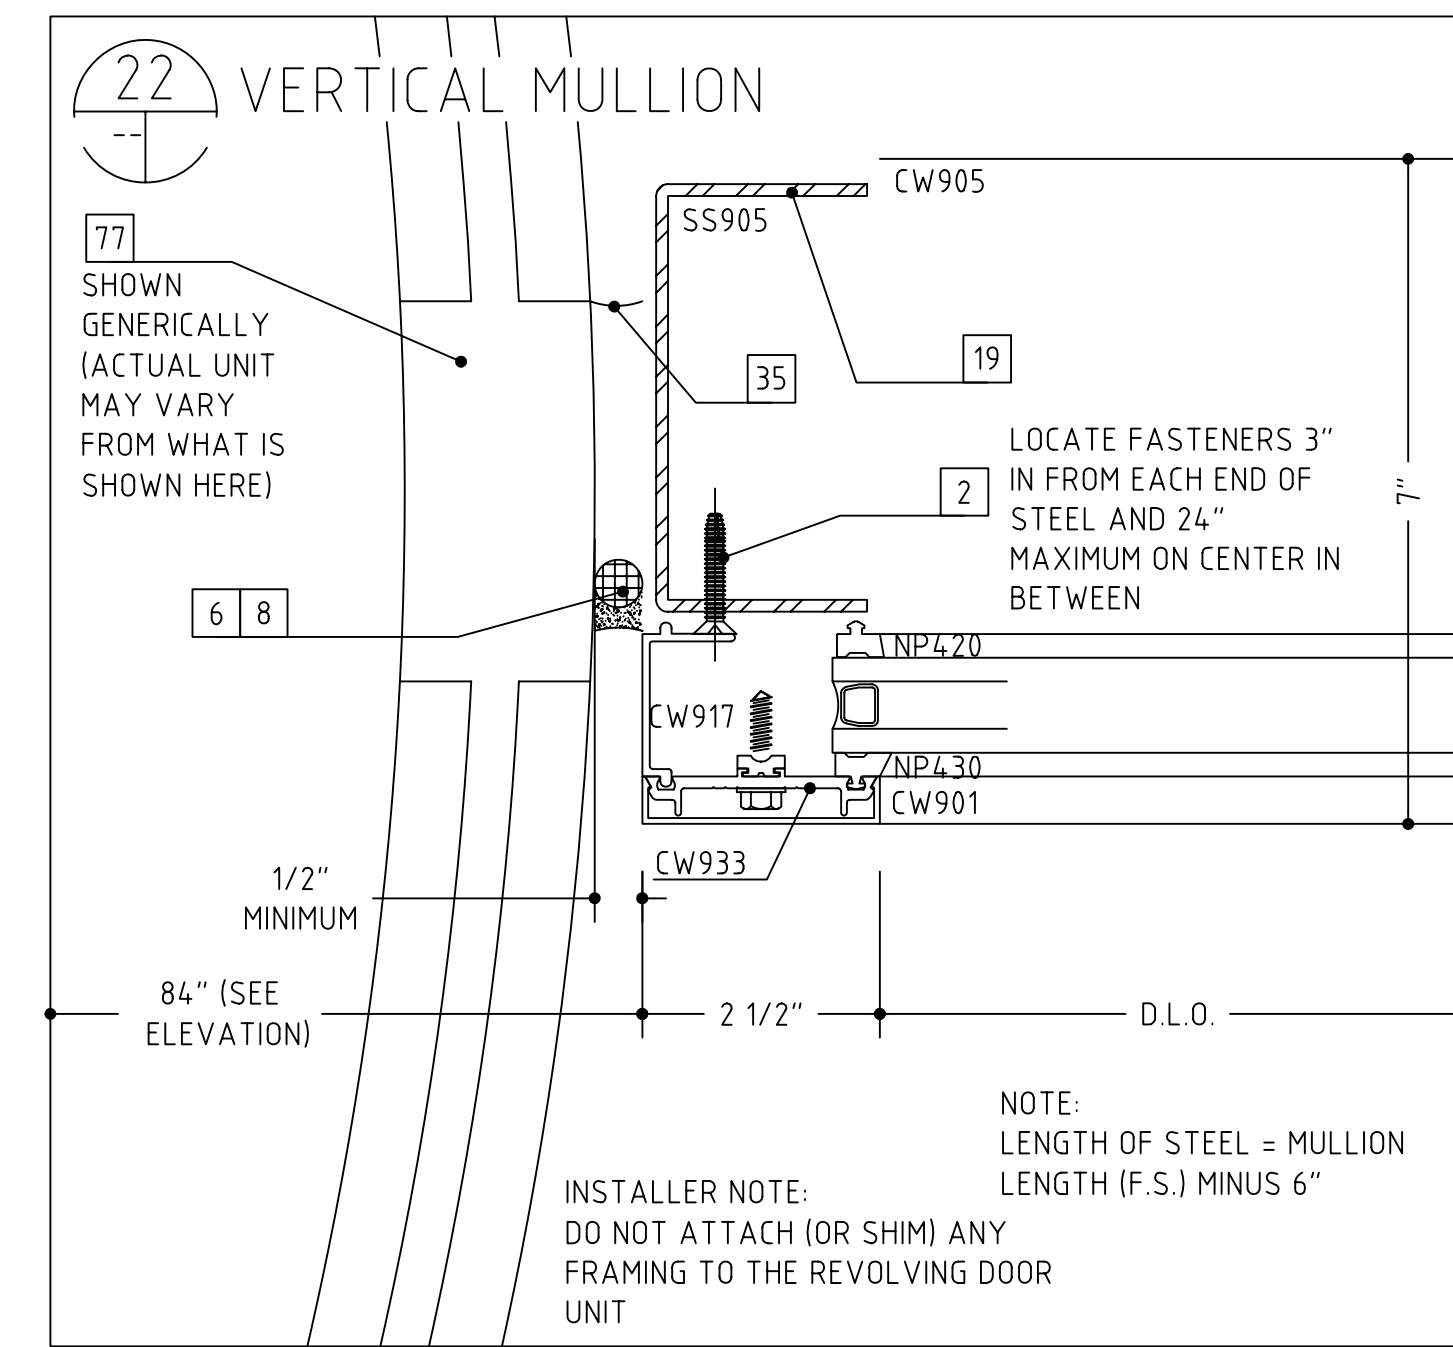 22
--
VERTICAL MULLION
CW905
SS905
77
SHOWN
GENERICALLY
(ACTUAL UNIT
MAY VARY
FROM WHAT IS
SHOWN HERE)
19
35
LOCATE FASTENERS 3"
IN FROM EACH END OF
STEEL AND 24"
MAXIMUM ON CENTER IN
BETWEEN
2
7"
6 8
NP420
CW917
NP430
CW901
CW933
1/2"
MINIMUM
84" (SEE
ELEVATION)
2 1/2"
D.L.O.
NOTE:
LENGTH OF STEEL = MULLION
LENGTH (F.S.) MINUS 6"
INSTALLER NOTE:
DO NOT ATTACH (OR SHIM) ANY
FRAMING TO THE REVOLVING DOOR
UNIT